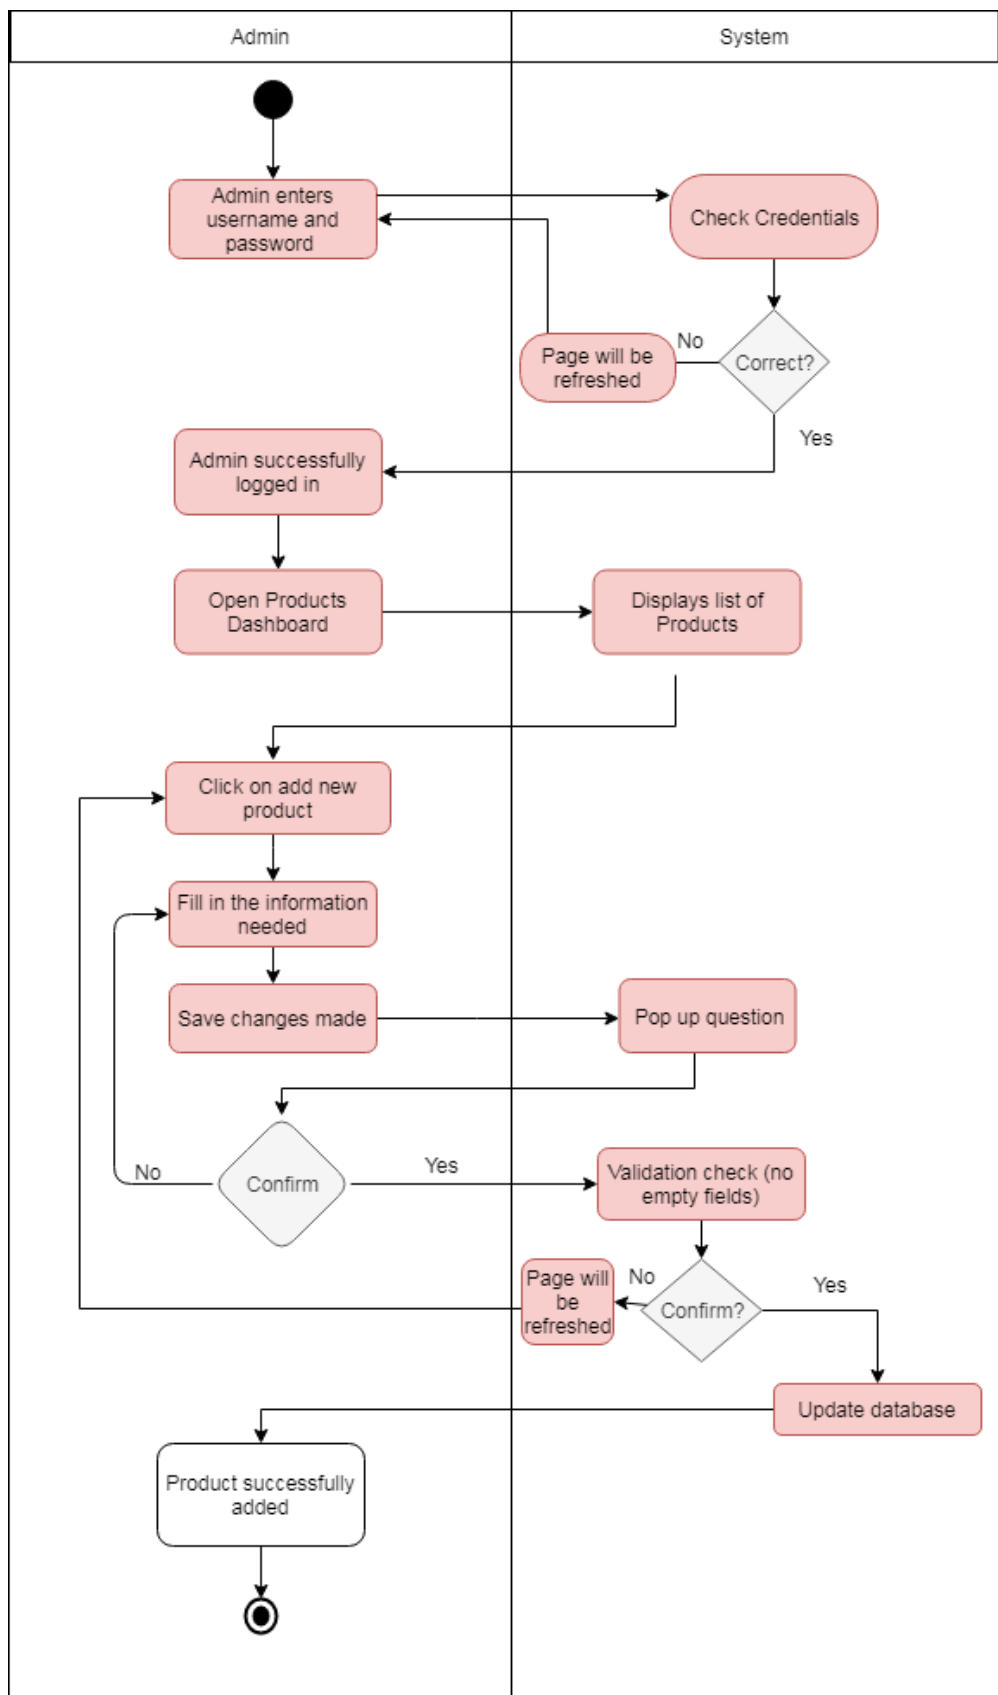 Admin
System
Admin enters
username and
password
Check Credentials
Correct?
No
Page will be
refreshed
Yes
Admin successfully
logged in
Open Products
Dashboard
Displays list of
Products
Click on add new
product
Fill in the information
needed
Save changes made
Pop up question
Confirm
No
Yes
Validation check (no
empty fields)
Confirm?
No
Page will
be
refreshed
Yes
Update database
Product successfully
added